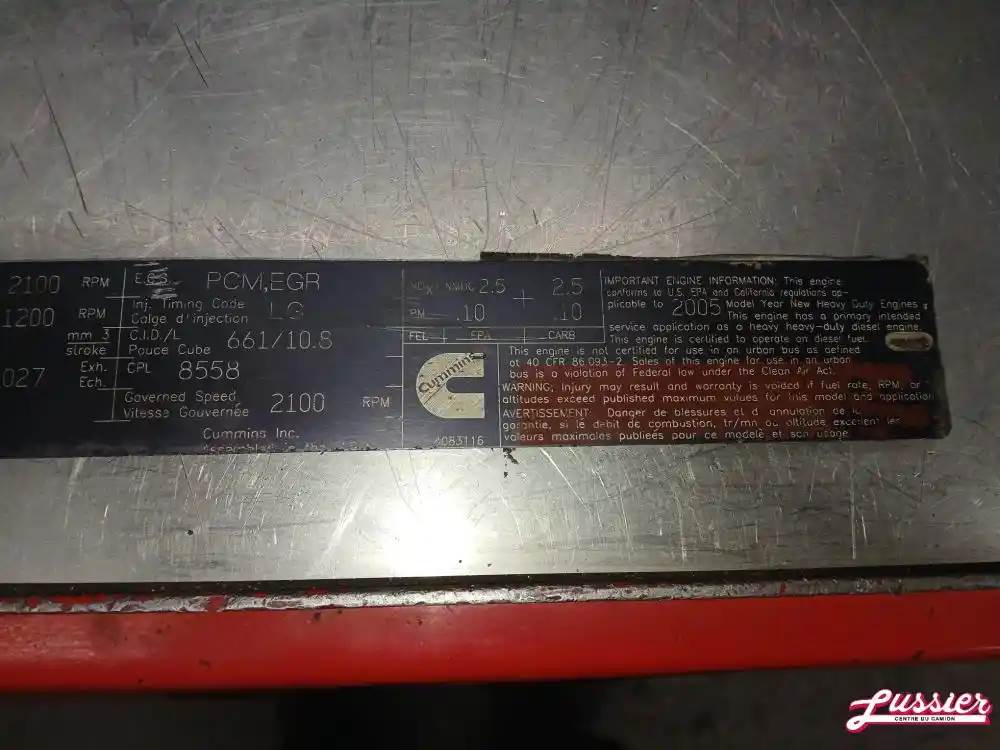 2100 RPM
1200 RPM
mm 3
stroke
Exh.
027 Ech.
E.C.S. PCM,EGR
Inj. Timing Code
Calge d'injection LG
C.I.D./L
Pouce Cube 661/10.8
CPL 8558
Governed Speed
Vitesse Gouvernée 2100 RPM
Cummins Inc.
NOx+NMHC 2.5 + 2.5
PM .10 .10
FEL EPA CARB
Cummins
4083116
IMPORTANT ENGINE INFORMATION: This engine
conforms to U.S. EPA and California regulations ap-
plicable to 2005 Model Year New Heavy Duty Engines.
This engine has a primary intended
service application as a heavy heavy-duty diesel engine.
This engine is certified to operate on diesel fuel.
This engine is not certified for use in an urban bus as defined
at 40 CFR 86.093-2. Sales of this engine for use in an urban
bus is a violation of Federal law under the Clean Air Act.
WARNING: Injury may result and warranty is voided if fuel rate, RPM, or
altitudes exceed published maximum values for this model and application
AVERTISSEMENT: Danger de blessures et d annulation de la
garantie, si le debit de combustion, tr/mn ou altitude excedent les
valeurs maximales publiées pour ce modèle et son usage
Lussier
CENTRE DU CAMION